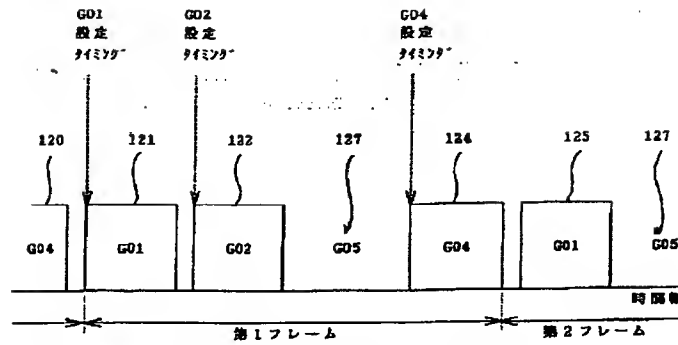 G01 G02 G04
設定 設定 設定
タイミング タイミング タイミング
120 121 122 127 124 125 127
G04 G01 G02 G05 G04 G01 G05
時間軸
第1フレーム 第2フレーム